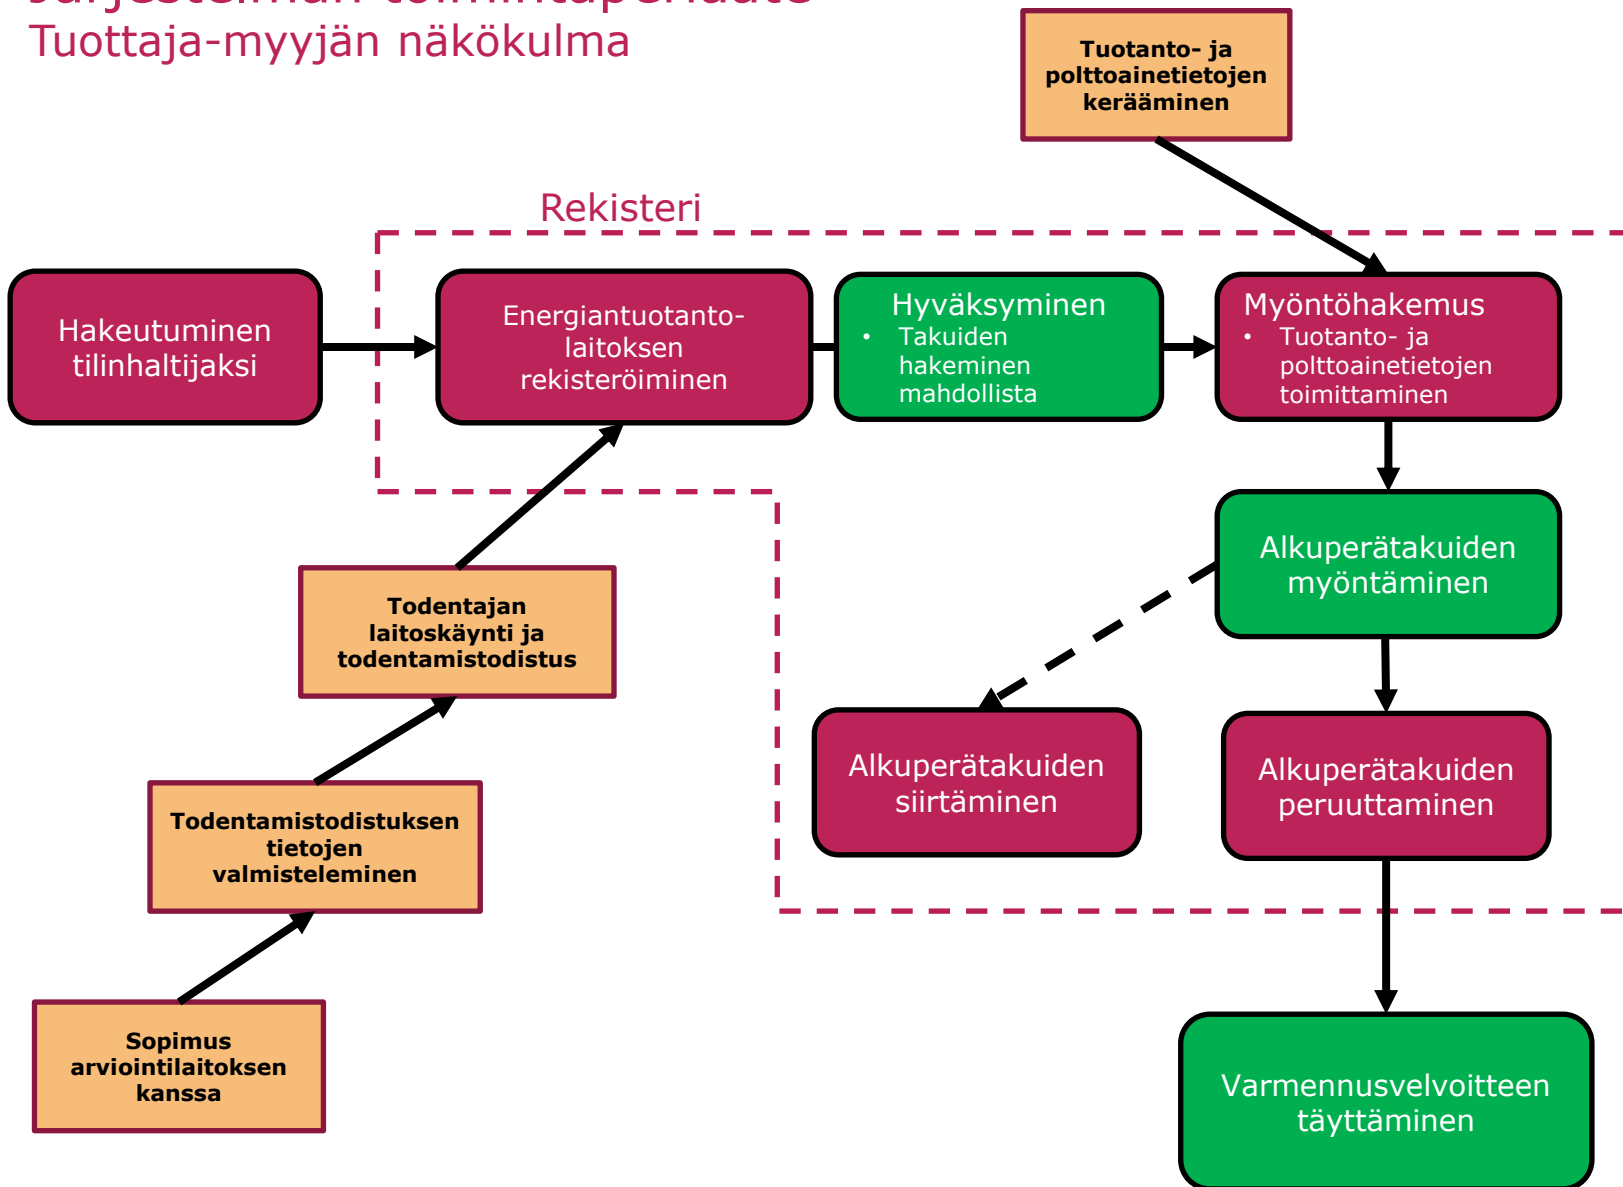 Järjestelmän toimintaperiaate
Tuottaja-myyjän näkökulma
Tuotanto- ja
polttoainetietojen
kerääminen
Rekisteri
Hakeutuminen
tilinhaltijaksi
Energiantuotanto-
laitoksen
rekisteröiminen
Hyväksyminen
• Takuiden
hakeminen
mahdollista
Myöntöhakemus
• Tuotanto- ja
polttoainetietojen
toimittaminen
Alkuperätakuiden
myöntäminen
Todentajan
laitoskäynti ja
todentamistodistus
Alkuperätakuiden
siirtäminen
Alkuperätakuiden
peruuttaminen
Todentamistodistuksen
tietojen
valmisteleminen
Sopimus
arviointilaitoksen
kanssa
Varmennusvelvoitteen
täyttäminen